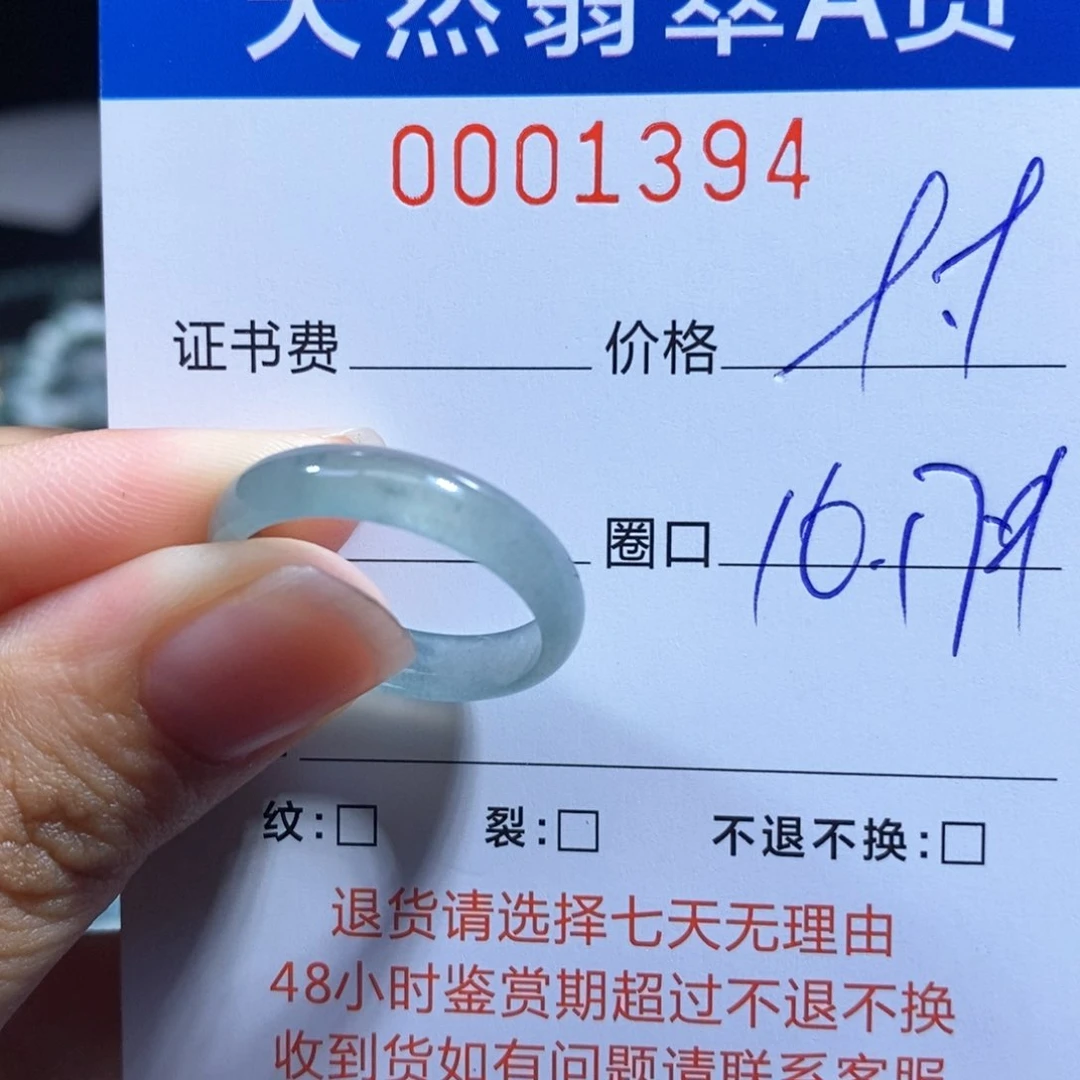 天然翡翠A货
0001394
证书费 价格
圈口
纹:□ 裂:□ 不退不换:□
退货请选择七天无理由
48小时鉴赏期超过不退不换
收到货如有问题请联系客服